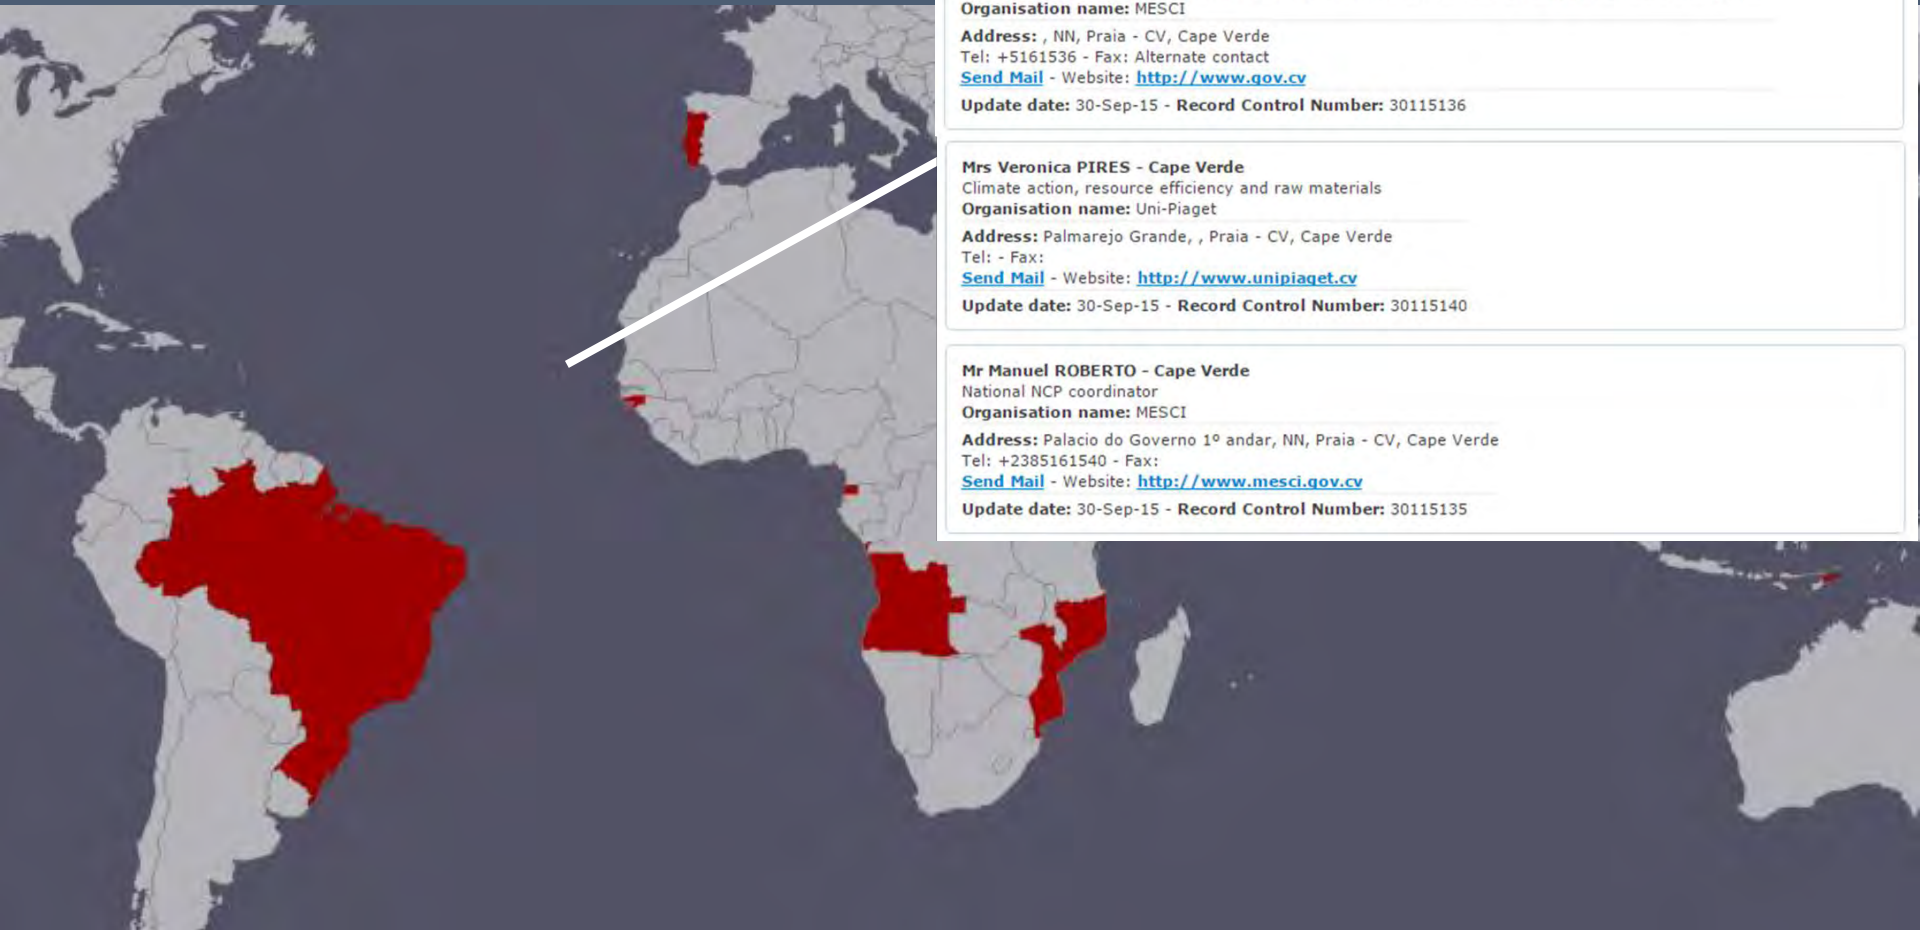 Organisation name: MESCI
Address: , NN, Praia - CV, Cape Verde
Tel: +5161536 - Fax: Alternate contact
Send Mail - Website: http://www.gov.cv
Update date: 30-Sep-15 - Record Control Number: 30115136
Mrs Veronica PIRES - Cape Verde
Climate action, resource efficiency and raw materials
Organisation name: Uni-Piaget
Address: Palmarejo Grande, , Praia - CV, Cape Verde
Tel: - Fax:
Send Mail - Website: http://www.unipiaget.cv
Update date: 30-Sep-15 - Record Control Number: 30115140
Mr Manuel ROBERTO - Cape Verde
National NCP coordinator
Organisation name: MESCI
Address: Palacio do Governo 1º andar, NN, Praia - CV, Cape Verde
Tel: +2385161540 - Fax:
Send Mail - Website: http://www.mesci.gov.cv
Update date: 30-Sep-15 - Record Control Number: 30115135